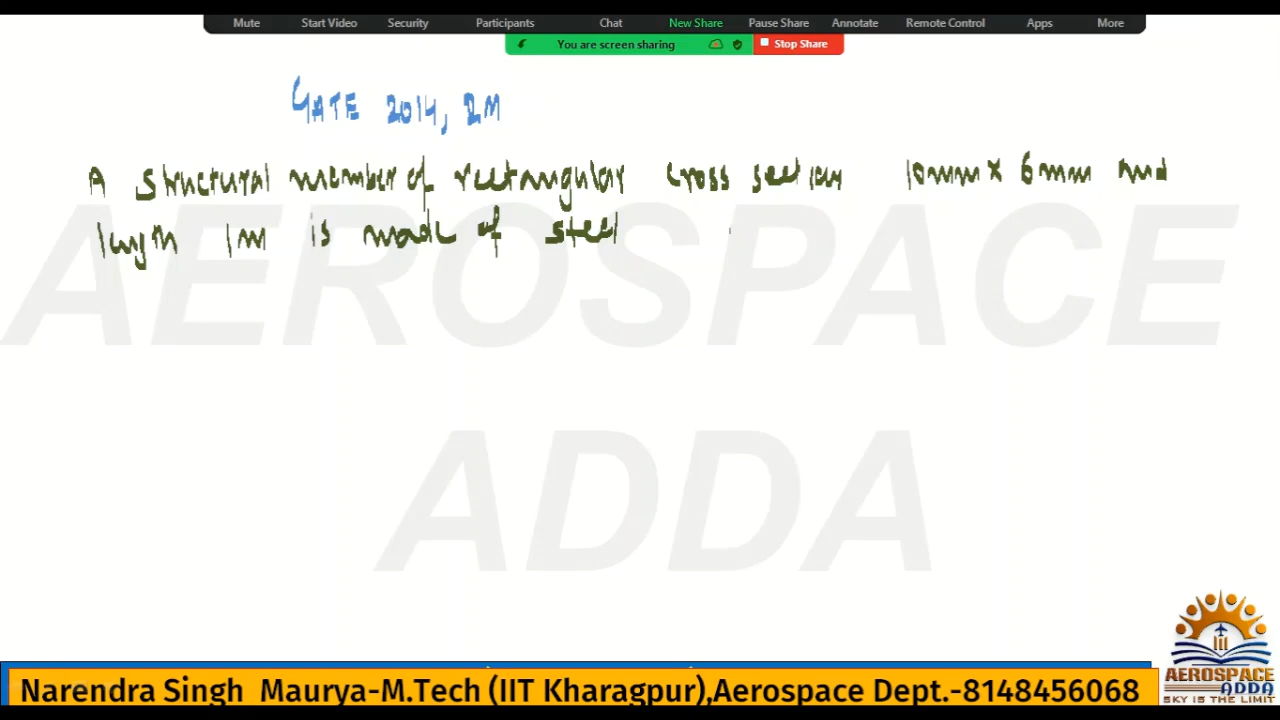 Mute Start Video Security Participants Chat New Share Pause Share Annotate Remote Control Apps More
You are screen sharing Stop Share
GATE 2014, 2M
A structural member of rectangular cross section 10mm x 6mm and
length 1m is made of steel
AEROSPACE
ADDA
AEROSPACE
ADDA
SKY IS THE LIMIT
Narendra Singh Maurya-M.Tech (IIT Kharagpur),Aerospace Dept.-8148456068